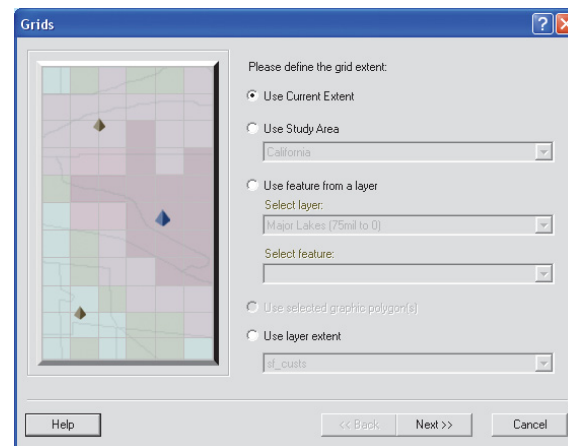 Grids
Please define the grid extent:
Use Current Extent
Use Study Area
California
Use feature from a layer
Select layer:
Major Lakes (75mil to 0)
Select feature:
Use selected graphic polygon(s)
Use layer extent
sf_custs
Help
<< Back
Next >>
Cancel